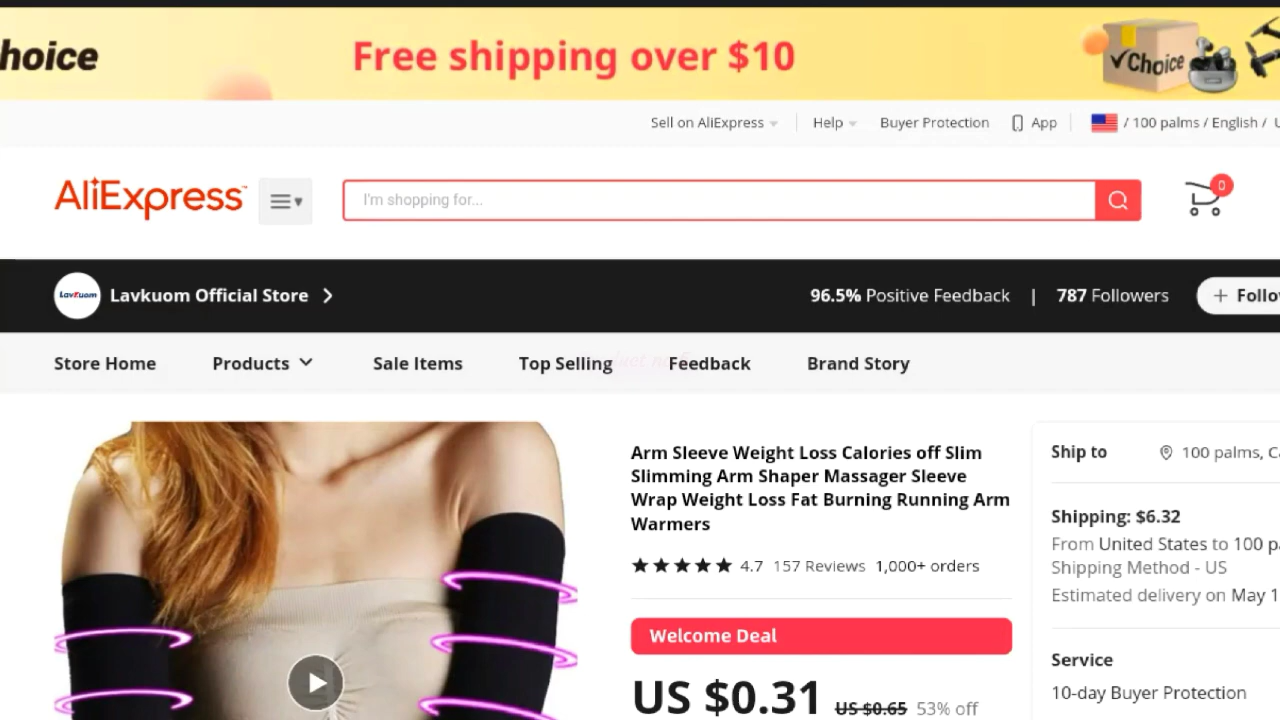 hoice
Free shipping over $10
Choice
Sell on AliExpress
Help
Buyer Protection
App
/ 100 palms / English /
AliExpress
I'm shopping for...
0
Lavkuom
Lavkuom Official Store
96.5% Positive Feedback | 787 Followers
+ Follo
Store Home
Products
Sale Items
Top Selling
Feedback
Brand Story
Arm Sleeve Weight Loss Calories off Slim
Slimming Arm Shaper Massager Sleeve
Wrap Weight Loss Fat Burning Running Arm
Warmers
4.7 157 Reviews 1,000+ orders
Welcome Deal
US $0.31 US $0.65 53% off
Ship to
100 palms, C
Shipping: $6.32
From United States to 100 p
Shipping Method - US
Estimated delivery on May 1
Service
10-day Buyer Protection